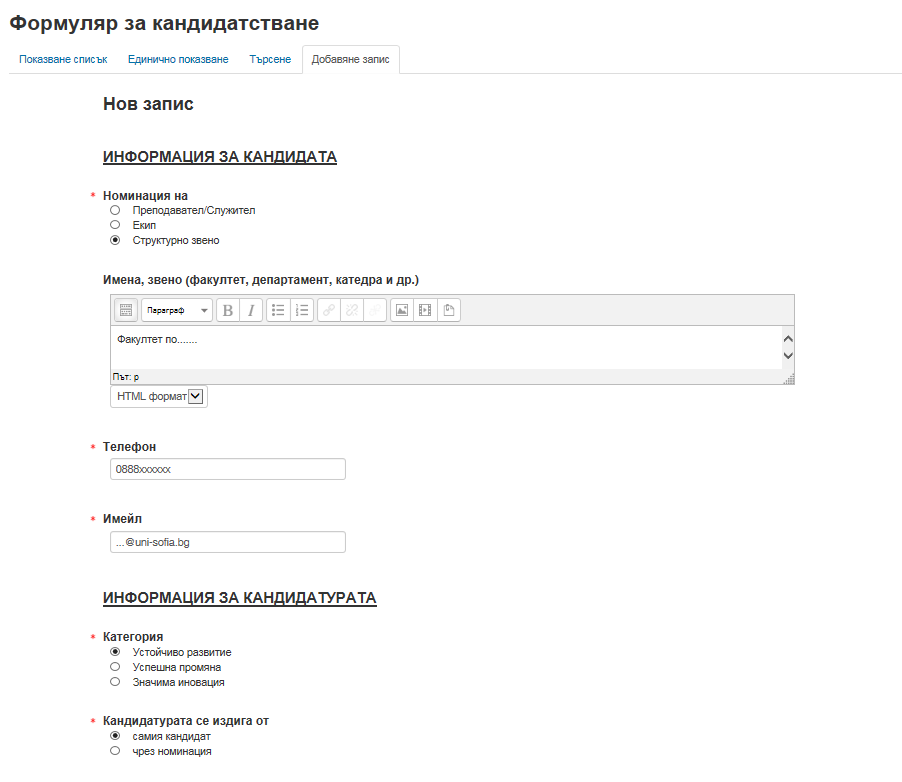 Формуляр за кандидатстване
Показване списък Единично показване Търсене Добавяне запис
Нов запис
ИНФОРМАЦИЯ ЗА КАНДИДАТА
* Номинация на
Преподавател/Служител
Екип
Структурно звено
Имена, звено (факултет, департамент, катедра и др.)
Параграф B I
Факултет по.......
Път: p
HTML формат
* Телефон
0888xxxxxx
* Имейл
...@uni-sofia.bg
ИНФОРМАЦИЯ ЗА КАНДИДАТУРАТА
* Категория
Устойчиво развитие
Успешна промяна
Значима иновация
* Кандидатурата се издига от
самия кандидат
чрез номинация